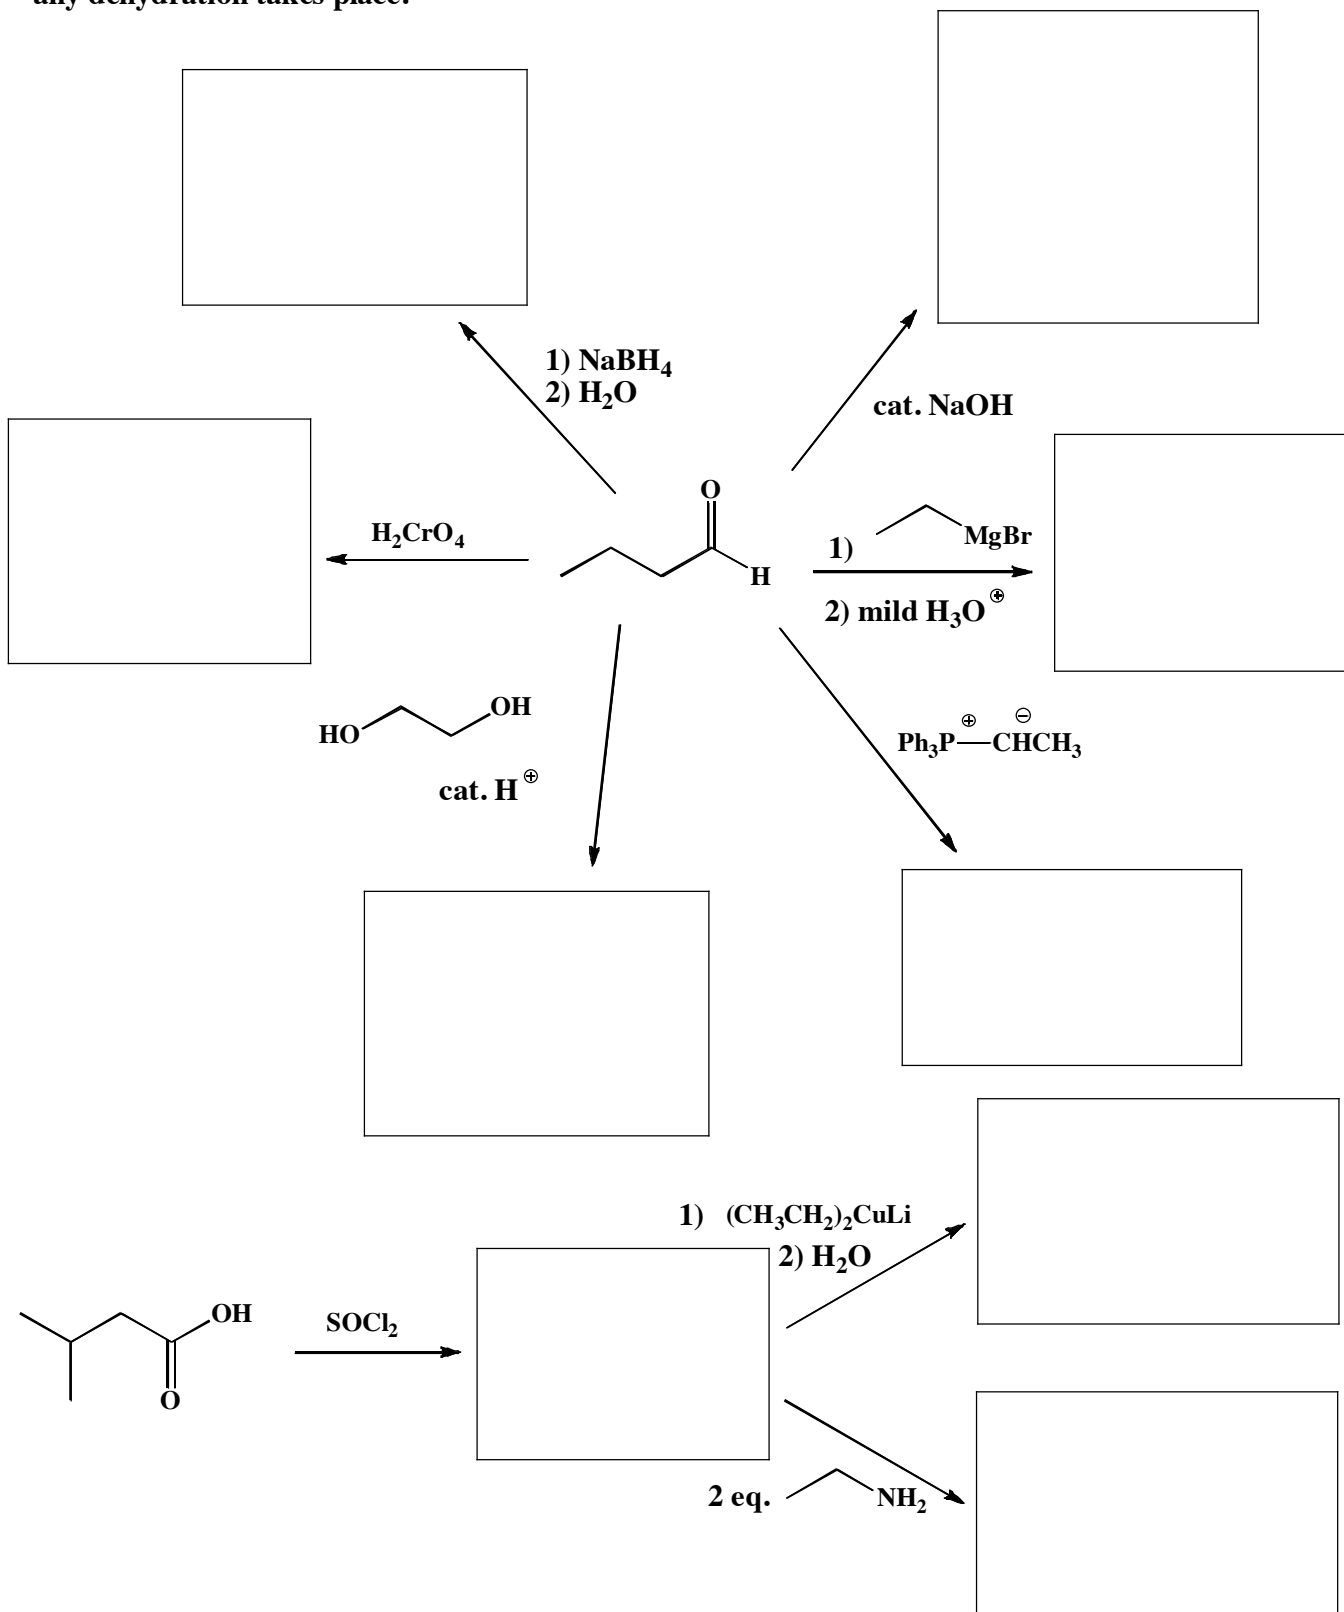 any dehydration takes place.
1) NaBH4
2) H2O
cat. NaOH
H2CrO4
O
H
1)
MgBr
2) mild H3O⊕
HO
OH
cat. H⊕
⊕ ⊖
Ph3P—CHCH3
1) (CH3CH2)2CuLi
2) H2O
OH
O
SOCl2
2 eq.
NH2